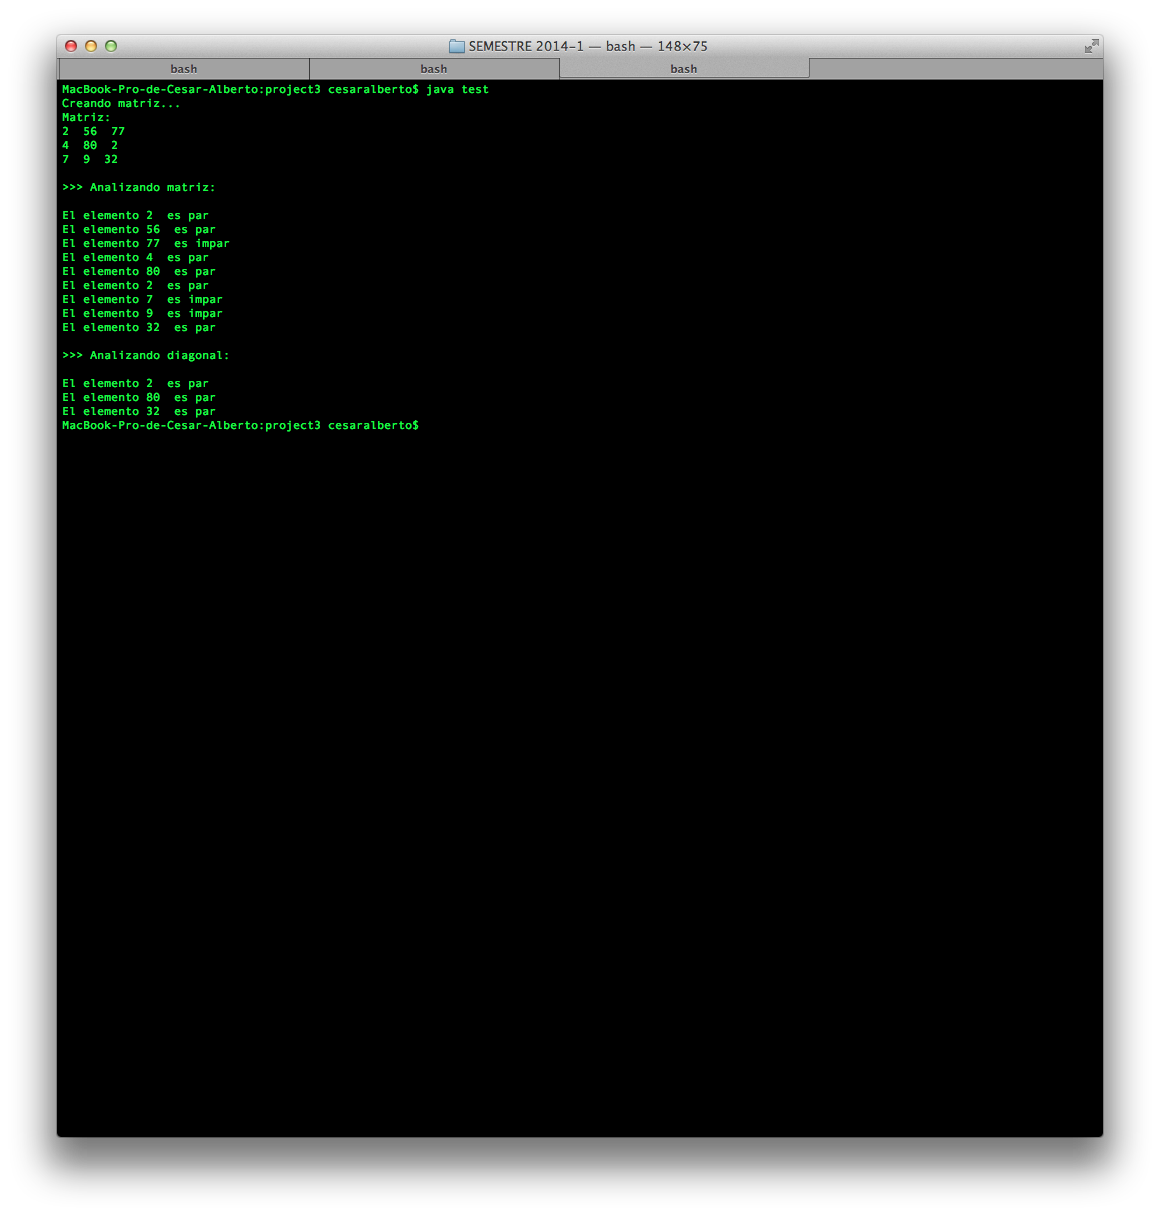 SEMESTRE 2014-1 — bash — 148×75
bash bash bash
MacBook-Pro-de-Cesar-Alberto:project3 cesaralberto$ java test
Creando matriz...
Matriz:
2  56  77
4  80  2
7  9  32
>>> Analizando matriz:
El elemento 2  es par
El elemento 56  es par
El elemento 77  es impar
El elemento 4  es par
El elemento 80  es par
El elemento 2  es par
El elemento 7  es impar
El elemento 9  es impar
El elemento 32  es par
>>> Analizando diagonal:
El elemento 2  es par
El elemento 80  es par
El elemento 32  es par
MacBook-Pro-de-Cesar-Alberto:project3 cesaralberto$